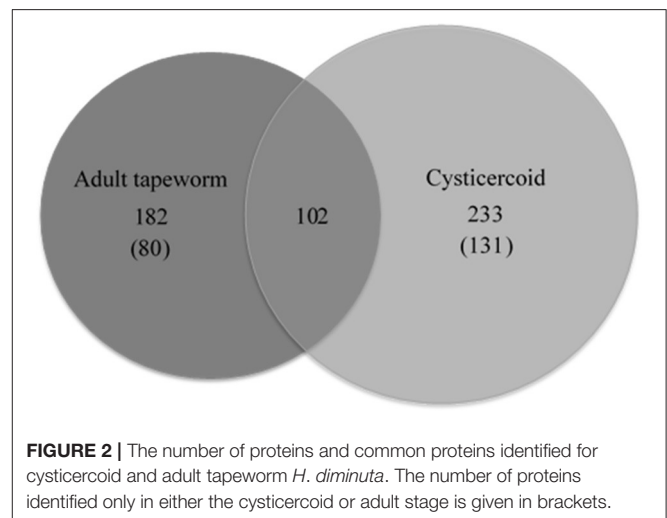 Adult tapeworm
182
(80)
102
Cysticercoid
233
(131)
FIGURE 2 | The number of proteins and common proteins identified for
cysticercoid and adult tapeworm H. diminuta. The number of proteins
identified only in either the cysticercoid or adult stage is given in brackets.